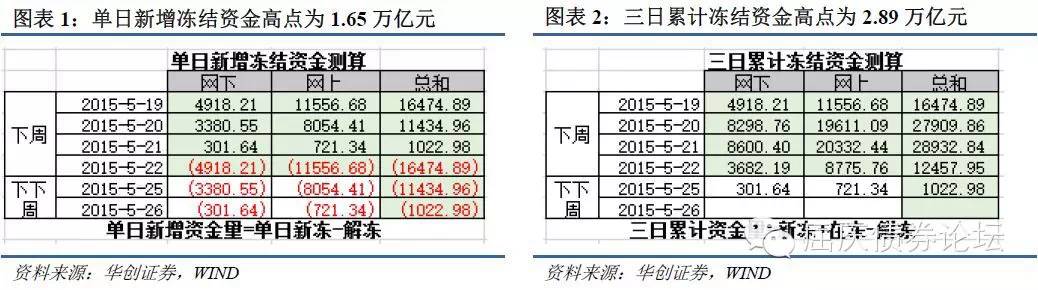 图表 1：单日新增冻结资金高点为 1.65 万亿元
单日新增冻结资金测算
网下 网上 总和
下周 2015-5-19 4918.21 11556.68 16474.89
2015-5-20 3380.55 8054.41 11434.96
2015-5-21 301.64 721.34 1022.98
2015-5-22 (4918.21) (11556.68) (16474.89)
下下周 2015-5-25 (3380.55) (8054.41) (11434.96)
2015-5-26 (301.64) (721.34) (1022.98)
单日新增资金量=单日新冻-解冻
资料来源：华创证券，WIND
图表 2：三日累计冻结资金高点为 2.89 万亿元
三日累计冻结资金测算
网下 网上 总和
下周 2015-5-19 4918.21 11556.68 16474.89
2015-5-20 8298.76 19611.09 27909.86
2015-5-21 8600.40 20332.44 28932.84
2015-5-22 3682.19 8775.76 12457.95
下下周 2015-5-25 301.64 721.34 1022.98
2015-5-26
三日累计资金量=新冻+在冻-解冻
资料来源：华创证券，WIND
屈庆债券论坛